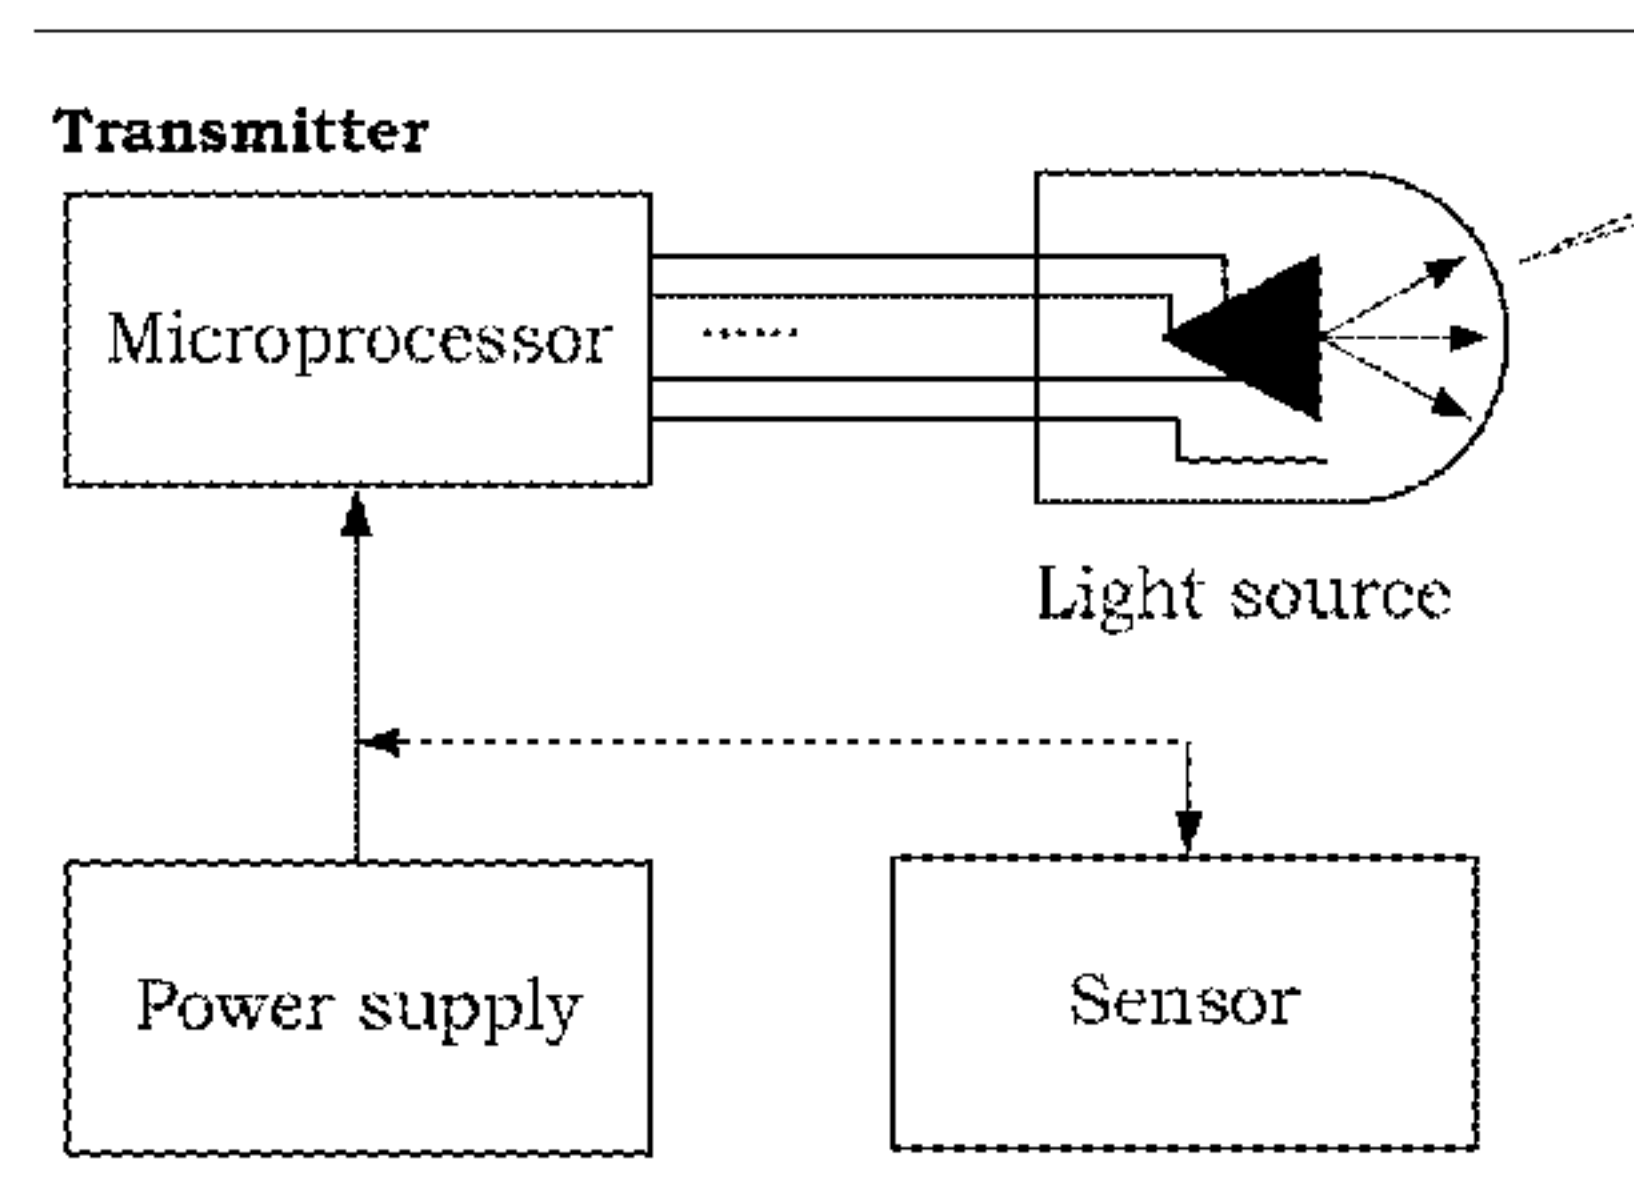 Transmitter
Microprocessor
......
Light source
Power supply
Sensor